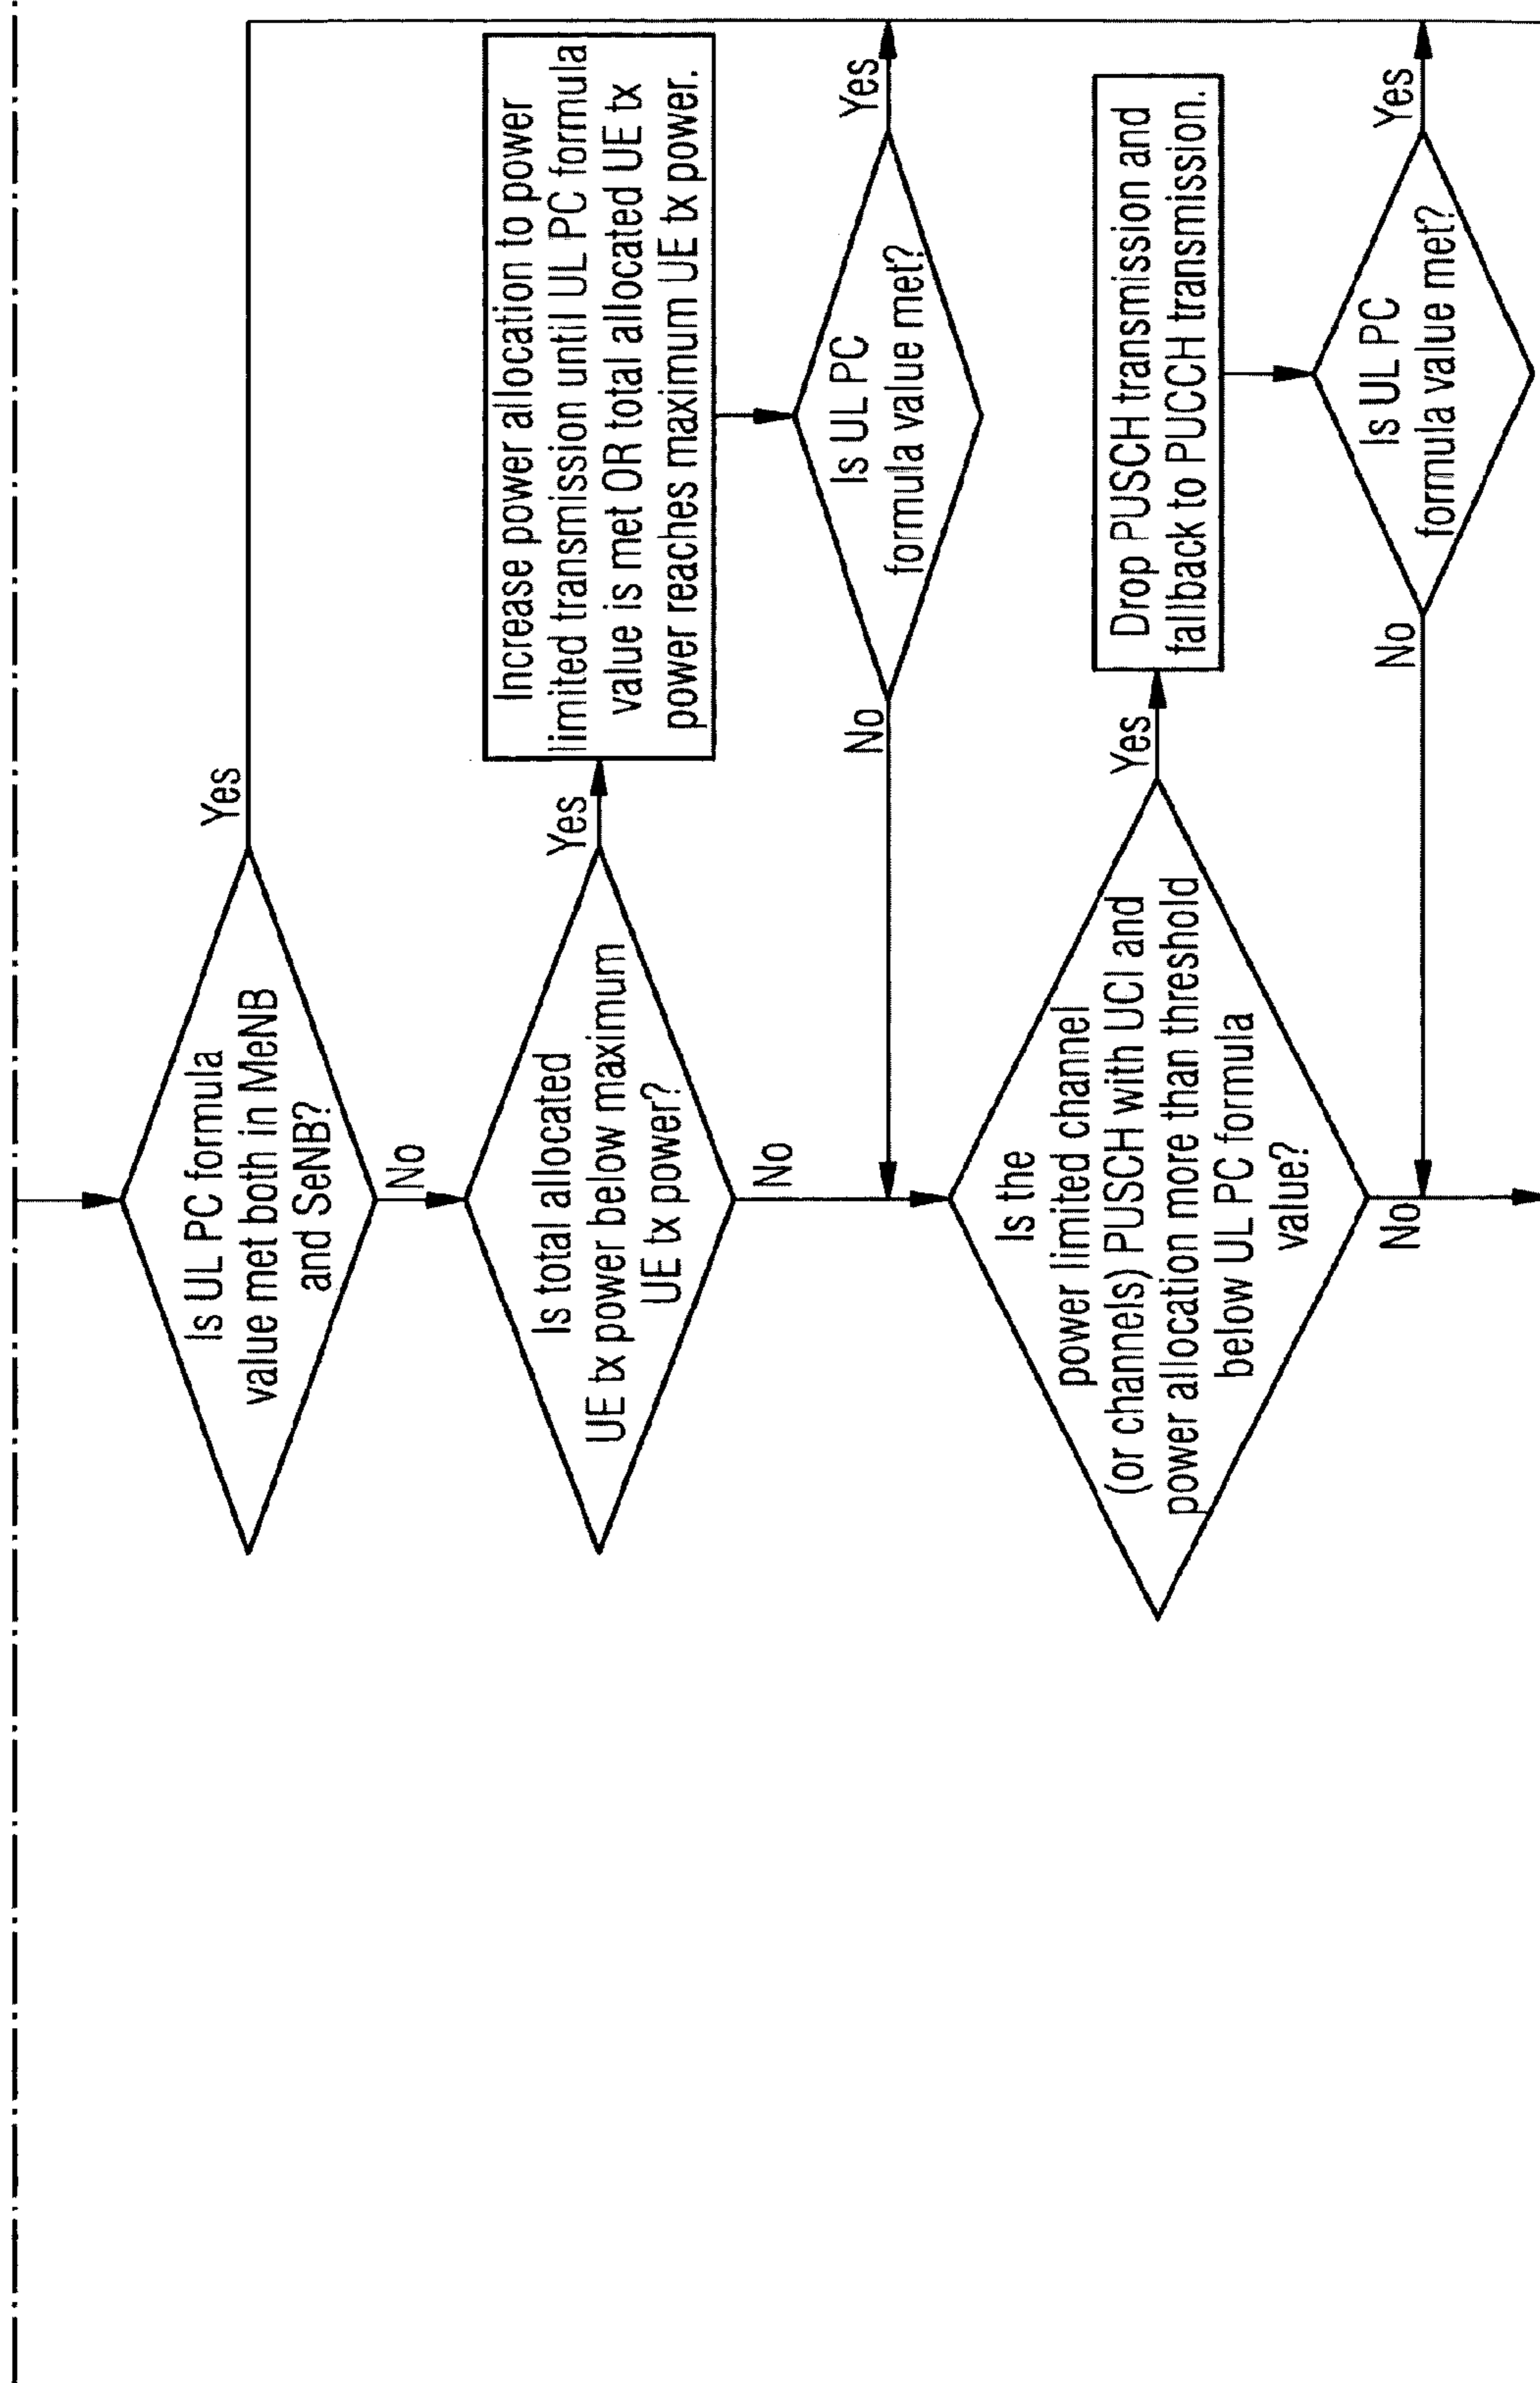 Is UL PC formula
value met both in MeNB
and SeNB?
Yes
No
Is total allocated
UE tx power below maximum
UE tx power?
Yes
No
Increase power allocation to power
limited transmission until UL PC formula
value is met OR total allocated UE tx
power reaches maximum UE tx power.
Is UL PC
formula value met?
Yes
No
Is the
power limited channel
(or channels) PUSCH with UCI and
power allocation more than threshold
below UL PC formula
value?
Yes
No
Drop PUSCH transmission and
fallback to PUCCH transmission.
Is UL PC
formula value met?
Yes
No